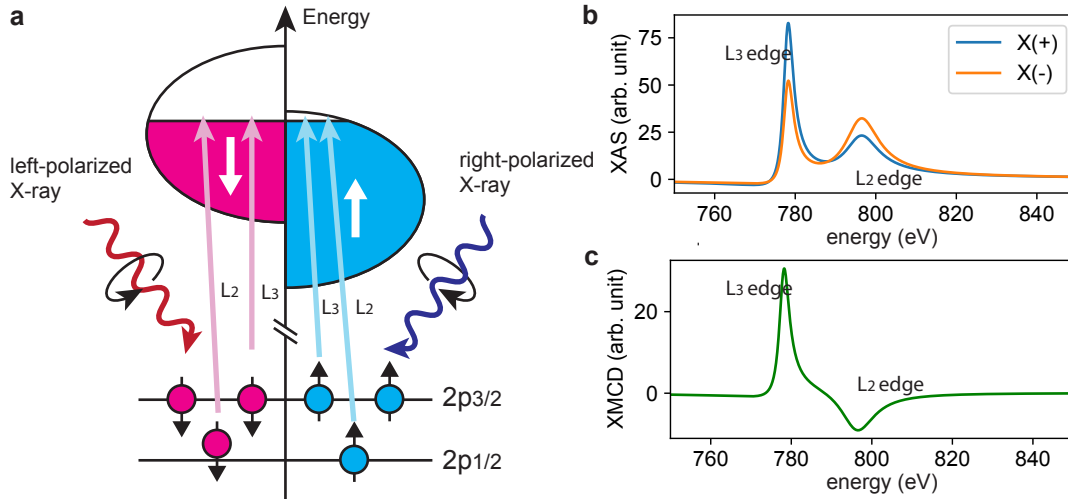 a
Energy
left-polarized
X-ray
right-polarized
X-ray
L2
L3
L3
L2
2p3/2
2p1/2
b
XAS (arb. unit)
75
50
25
0
L3 edge
X(+)
X(-)
L2 edge
760
780
800
820
840
energy (eV)
c
XMCD (arb. unit)
20
0
L3 edge
L2 edge
760
780
800
820
840
energy (eV)